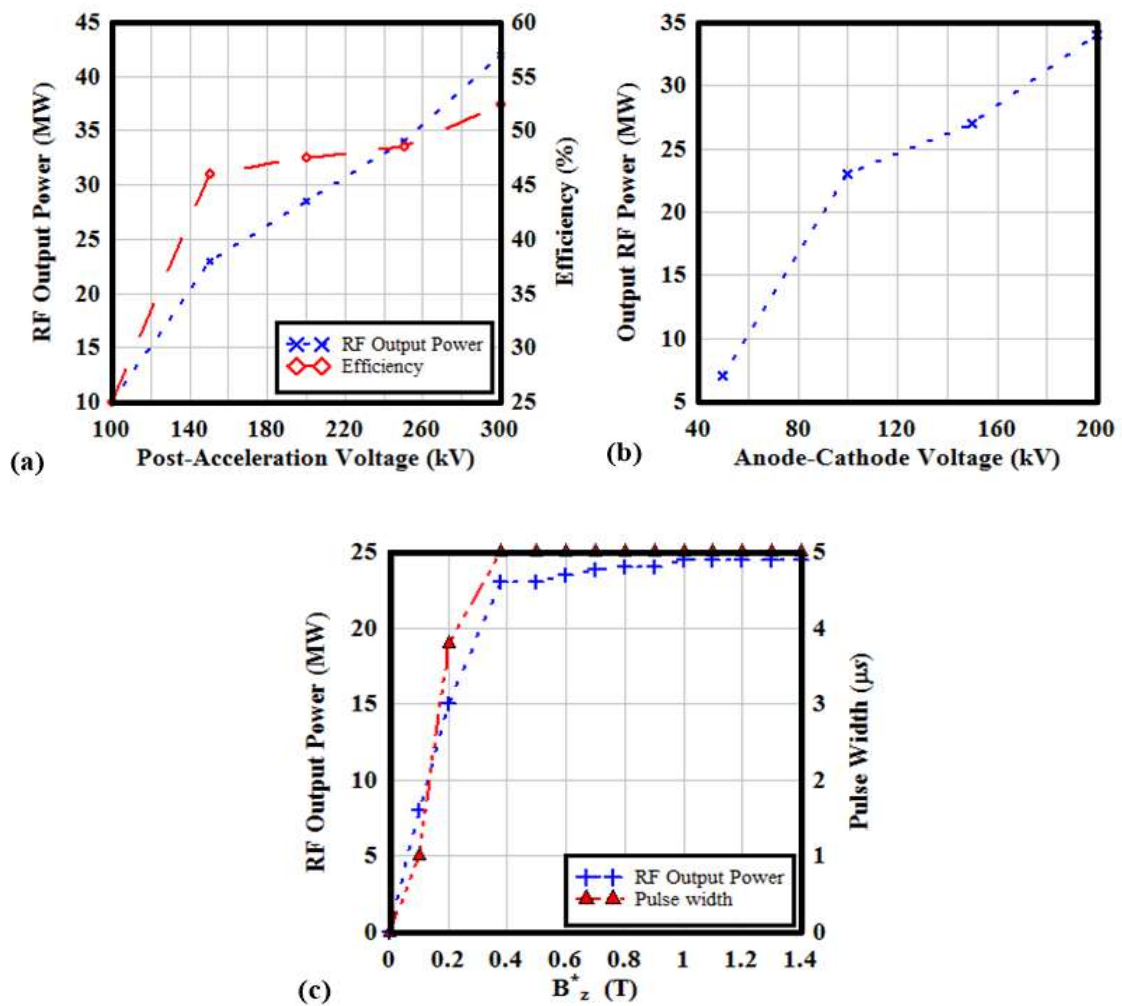 45
40
35
30
25
20
15
10
RF Output Power (MW)
60
55
50
45
40
35
30
25
Efficiency (%)
RF Output Power
Efficiency
100 140 180 220 260 300
Post-Acceleration Voltage (kV)
(a)
35
30
25
20
15
10
5
Output RF Power (MW)
40 80 120 160 200
Anode-Cathode Voltage (kV)
(b)
25
20
15
10
5
0
RF Output Power (MW)
5
4
3
2
1
0
Pulse Width (μs)
RF Output Power
Pulse width
0 0.2 0.4 0.6 0.8 1 1.2 1.4
B*z (T)
(c)